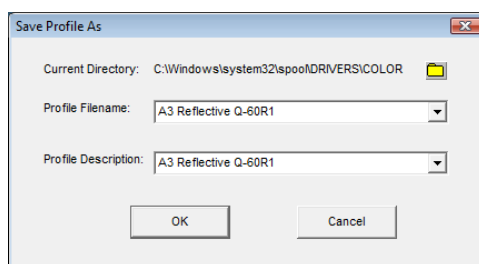 Save Profile As
Current Directory: C:\Windows\system32\spool\DRIVERS\COLOR
Profile Filename: A3 Reflective Q-60R1
Profile Description: A3 Reflective Q-60R1
OK Cancel